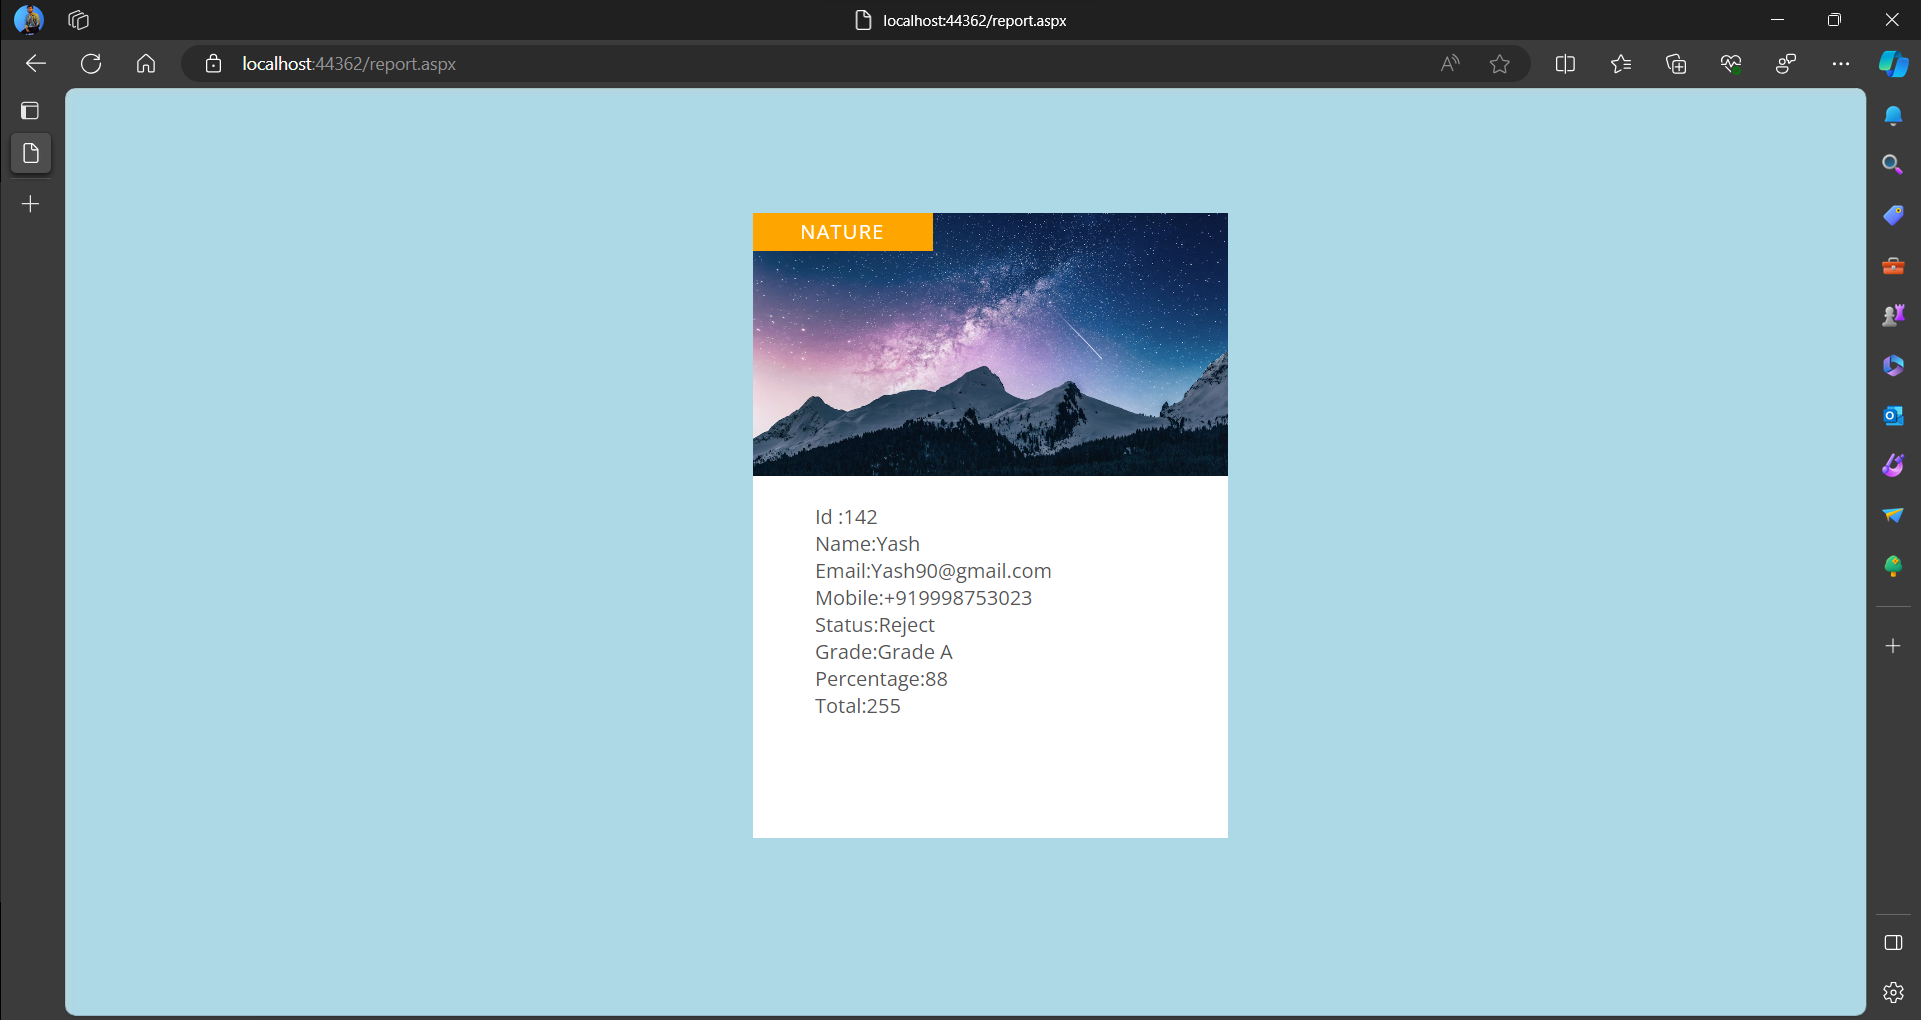 localhost:44362/report.aspx
localhost:44362/report.aspx
NATURE
Id :142
Name:Yash
Email:Yash90@gmail.com
Mobile:+919998753023
Status:Reject
Grade:Grade A
Percentage:88
Total:255